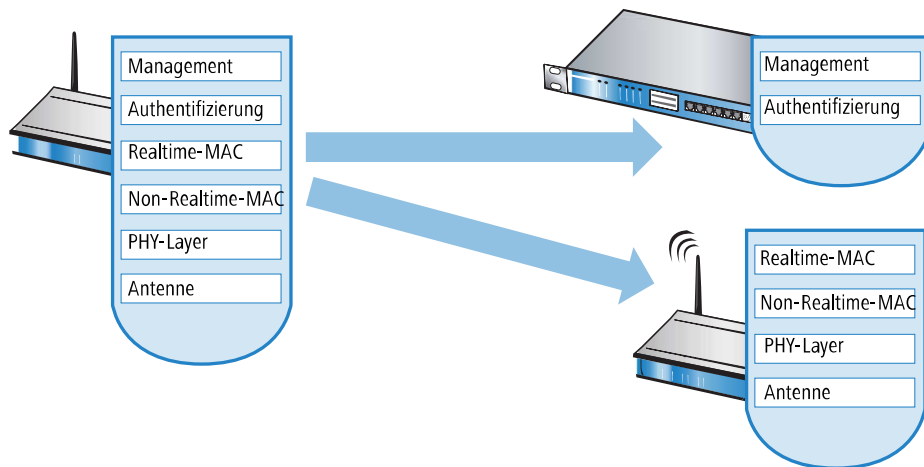 Management
Authentifizierung
Realtime-MAC
Non-Realtime-MAC
PHY-Layer
Antenne
Management
Authentifizierung
Realtime-MAC
Non-Realtime-MAC
PHY-Layer
Antenne